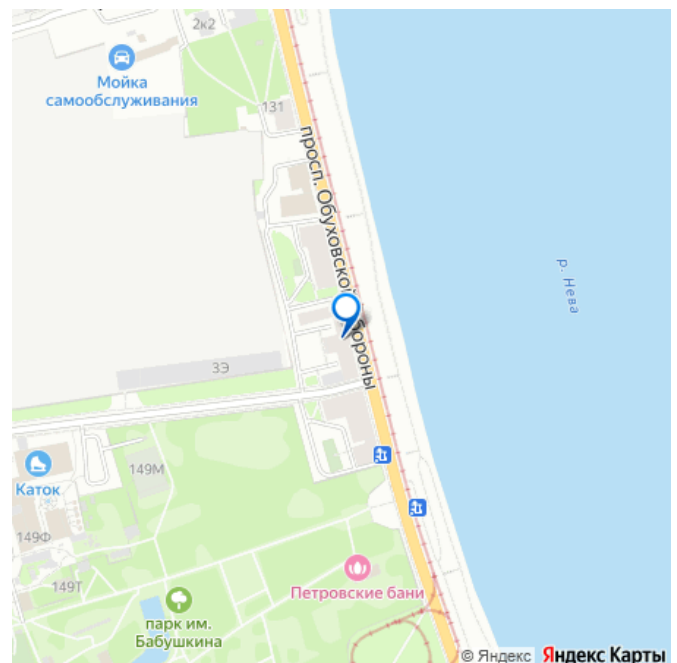 2к2
Мойка
самообслуживания
131
просп. Обуховской обороны
р. Нева
3Э
149М
Каток
149Ф
149Т
Петровские бани
парк им.
Бабушкина
© Яндекс Яндекс Карты